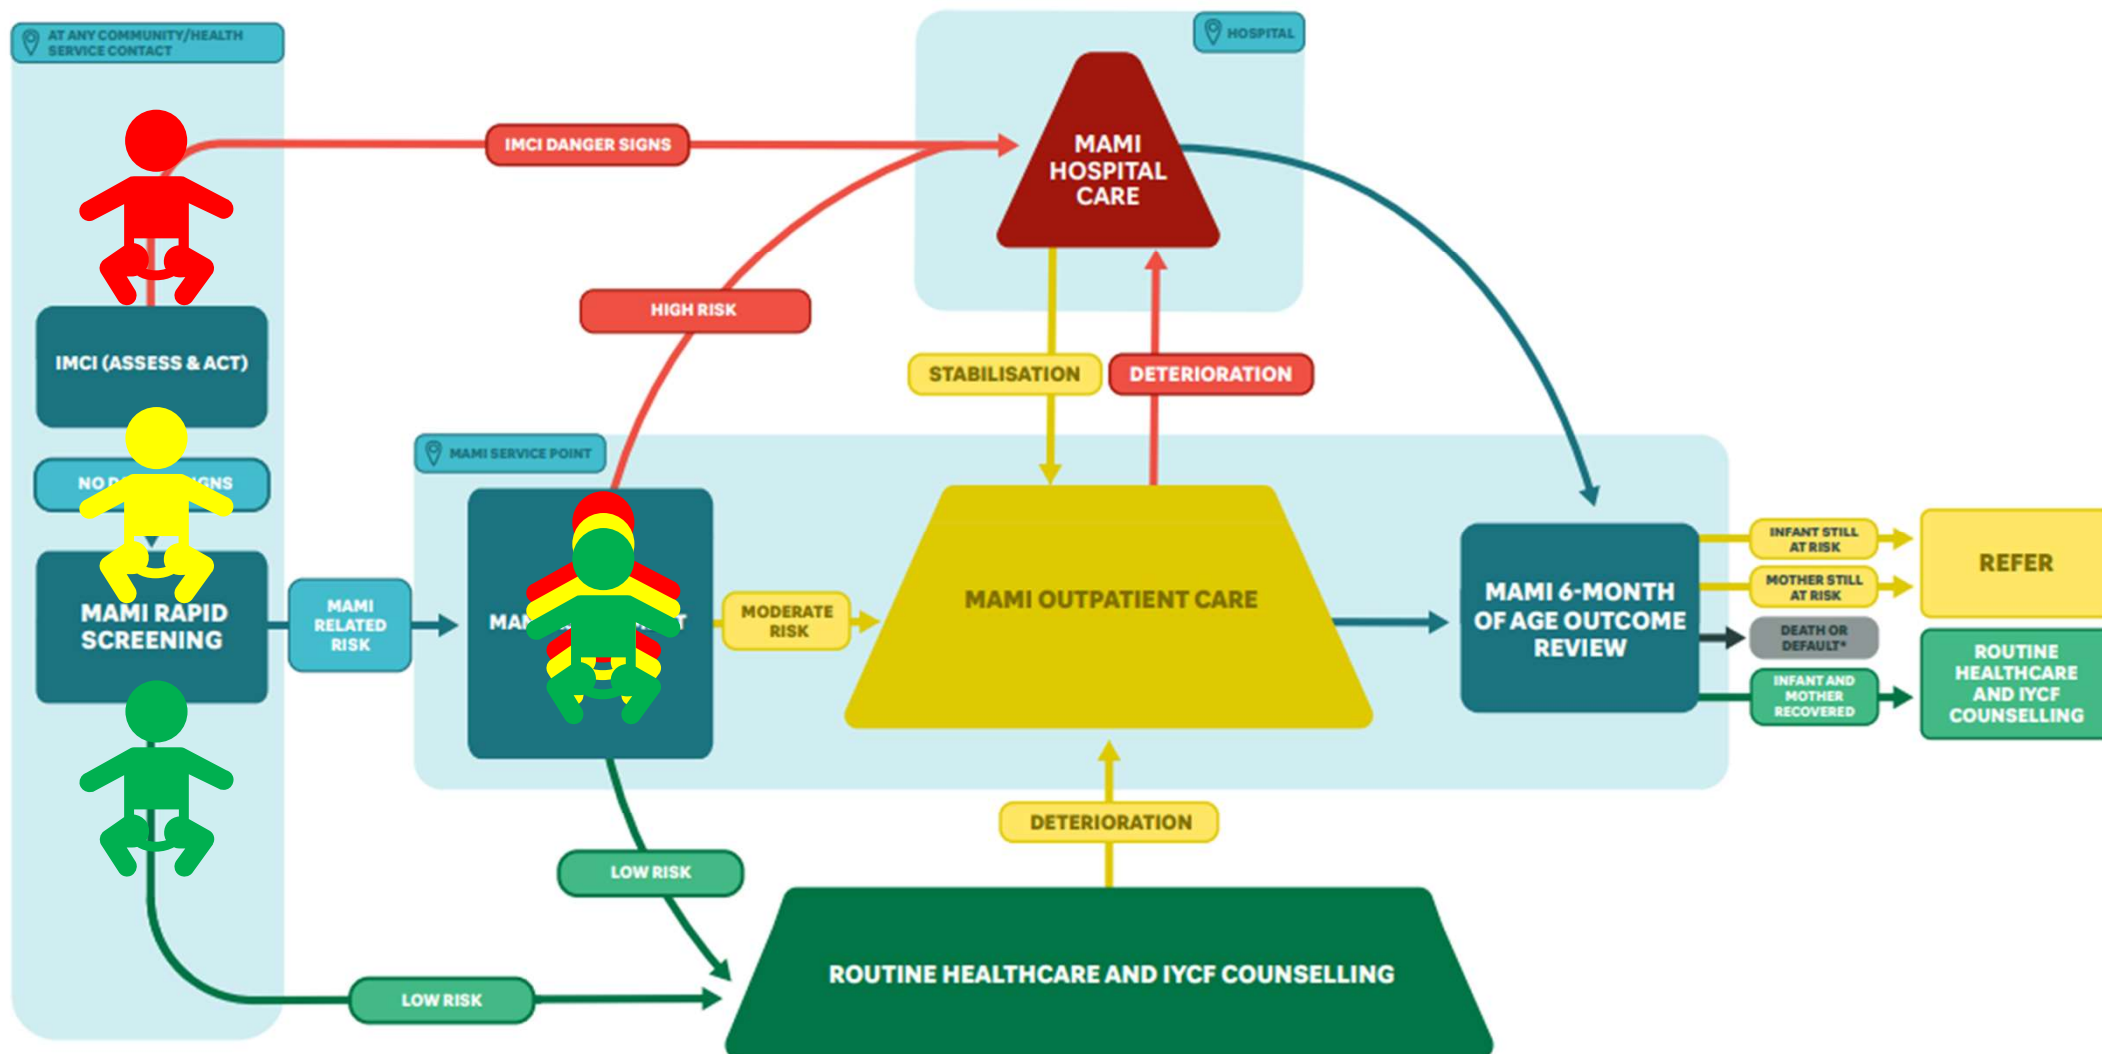 AT ANY COMMUNITY/HEALTH
SERVICE CONTACT
HOSPITAL
IMCI DANGER SIGNS
MAMI
HOSPITAL
CARE
HIGH RISK
IMCI (ASSESS & ACT)
STABILISATION
DETERIORATION
MAMI SERVICE POINT
NO
MAMI RAPID
SCREENING
MAMI
RELATED
RISK
MODERATE
RISK
MAMI OUTPATIENT CARE
MAMI 6-MONTH
OF AGE OUTCOME
REVIEW
INFANT STILL
AT RISK
MOTHER STILL
AT RISK
DEATH OR
DEFAULT*
INFANT AND
MOTHER
RECOVERED
REFER
ROUTINE
HEALTHCARE
AND IYCF
COUNSELLING
DETERIORATION
LOW RISK
LOW RISK
ROUTINE HEALTHCARE AND IYCF COUNSELLING